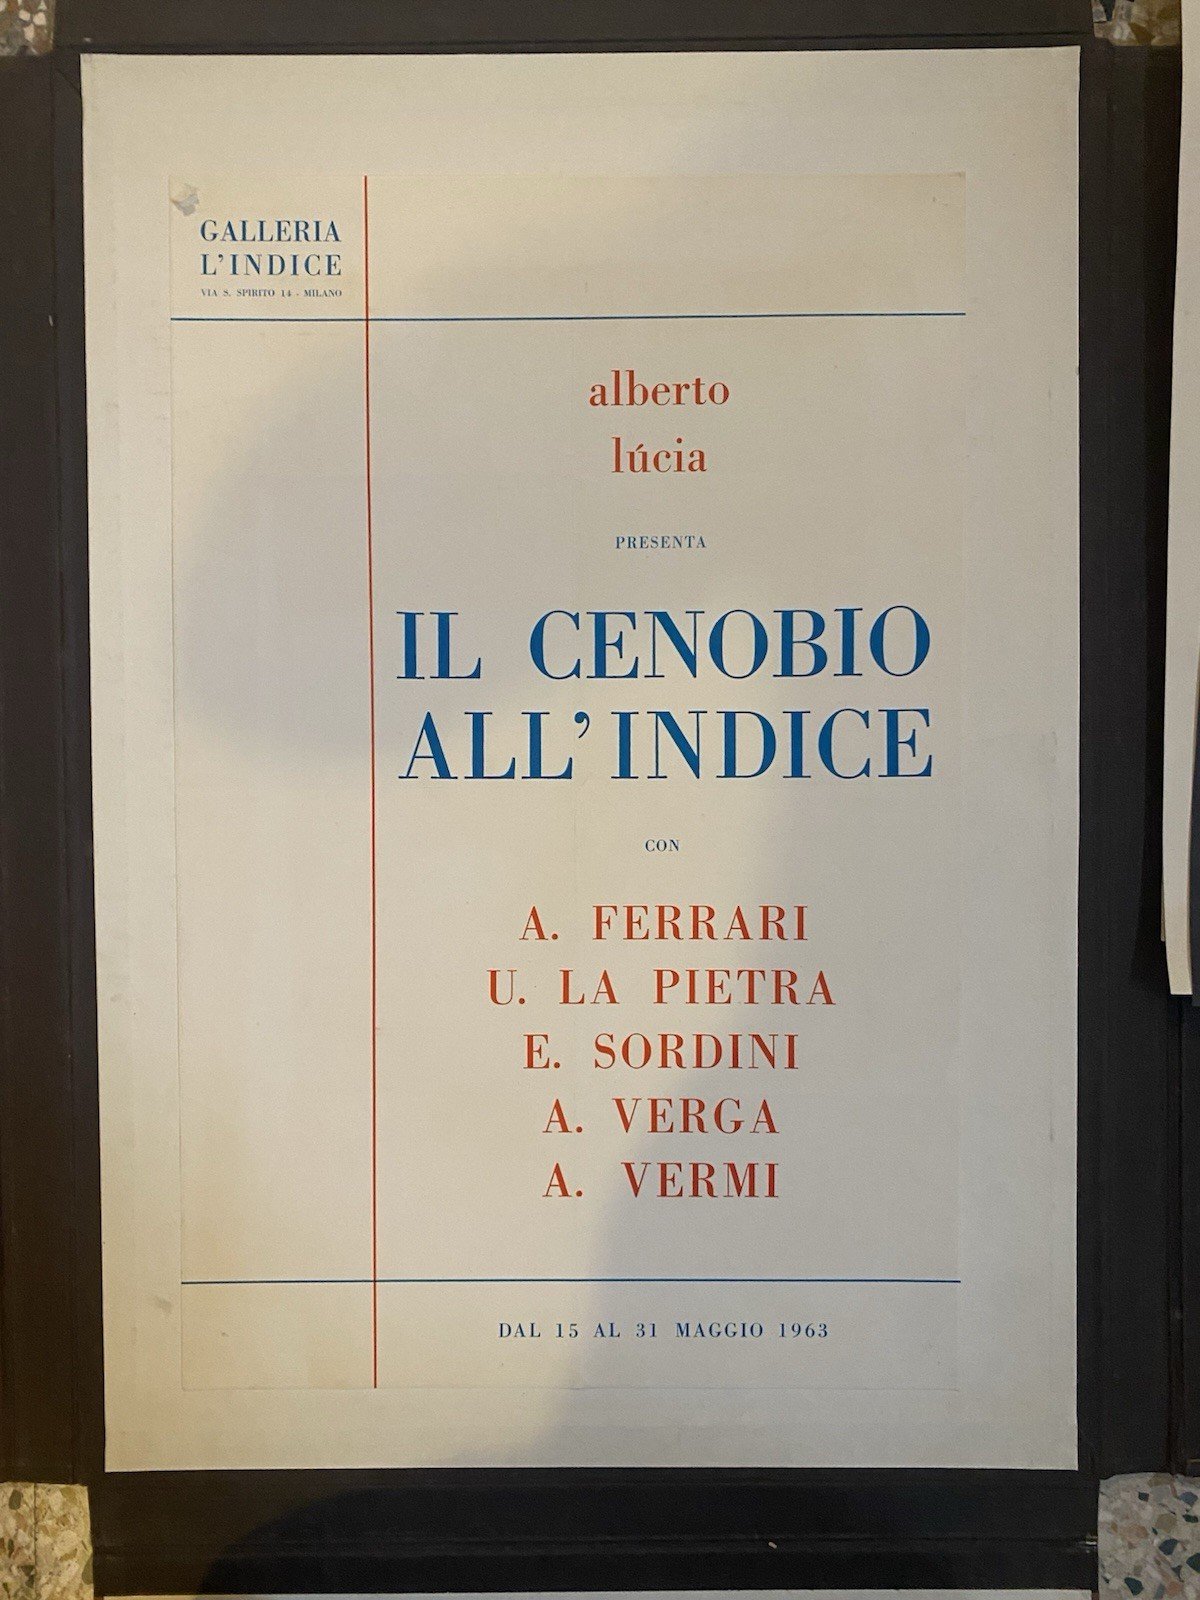 GALLERIA
L'INDICE
VIA S. SPIRITO 14 - MILANO
alberto
lúcia
PRESENTA
IL CENOBIO
ALL'INDICE
CON
A. FERRARI
U. LA PIETRA
E. SORDINI
A. VERGA
A. VERMI
DAL 15 AL 31 MAGGIO 1963